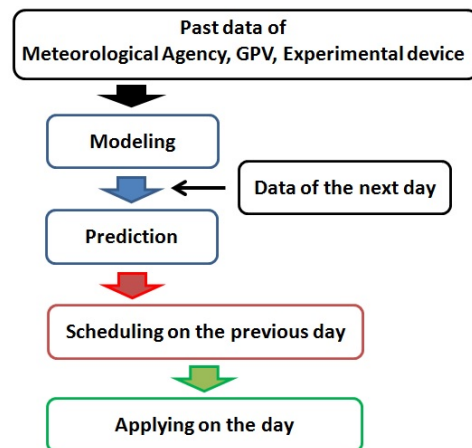 Past data of
Meteorological Agency, GPV, Experimental device
Modeling
Data of the next day
Prediction
Scheduling on the previous day
Applying on the day